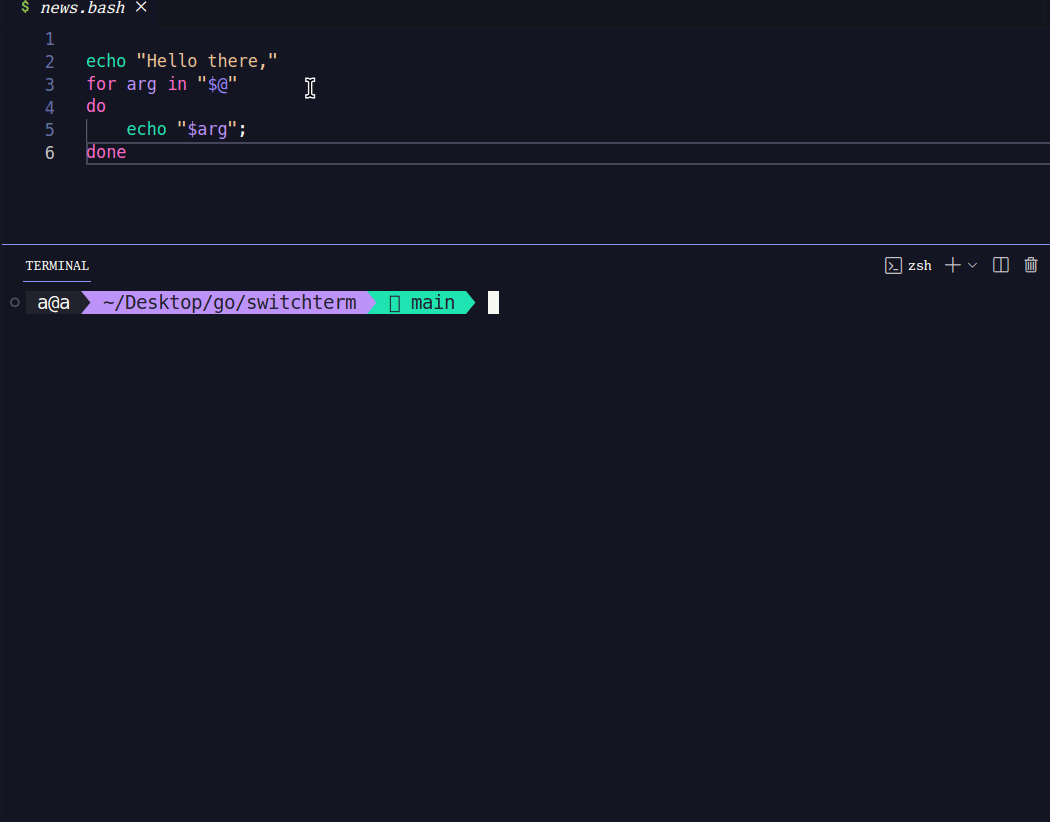 $ news.bash ×
1
2 echo "Hello there,"
3 for arg in "$@"
4 do
5     echo "$arg";
6 done
TERMINAL
zsh
a@a ~/Desktop/go/switchterm main